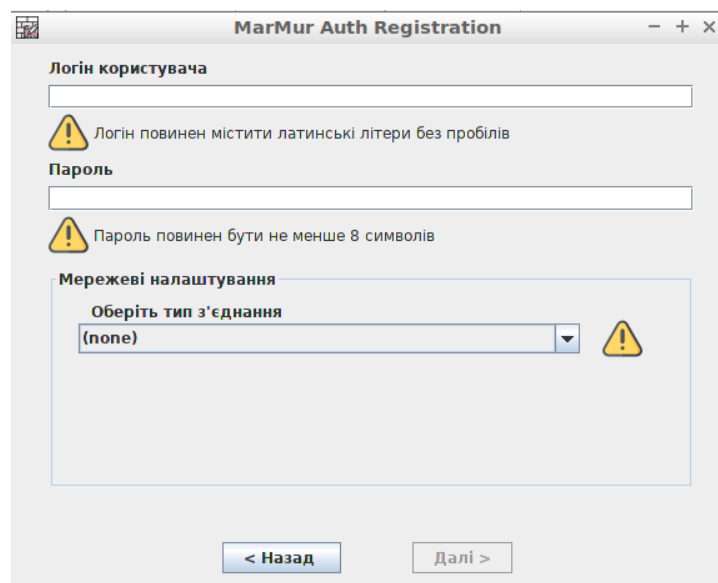 MarMur Auth Registration
Логін користувача
Логін повинен містити латинські літери без пробілів
Пароль
Пароль повинен бути не менше 8 символів
Мережеві налаштування
Оберіть тип з'єднання
(none)
< Назад
Далі >